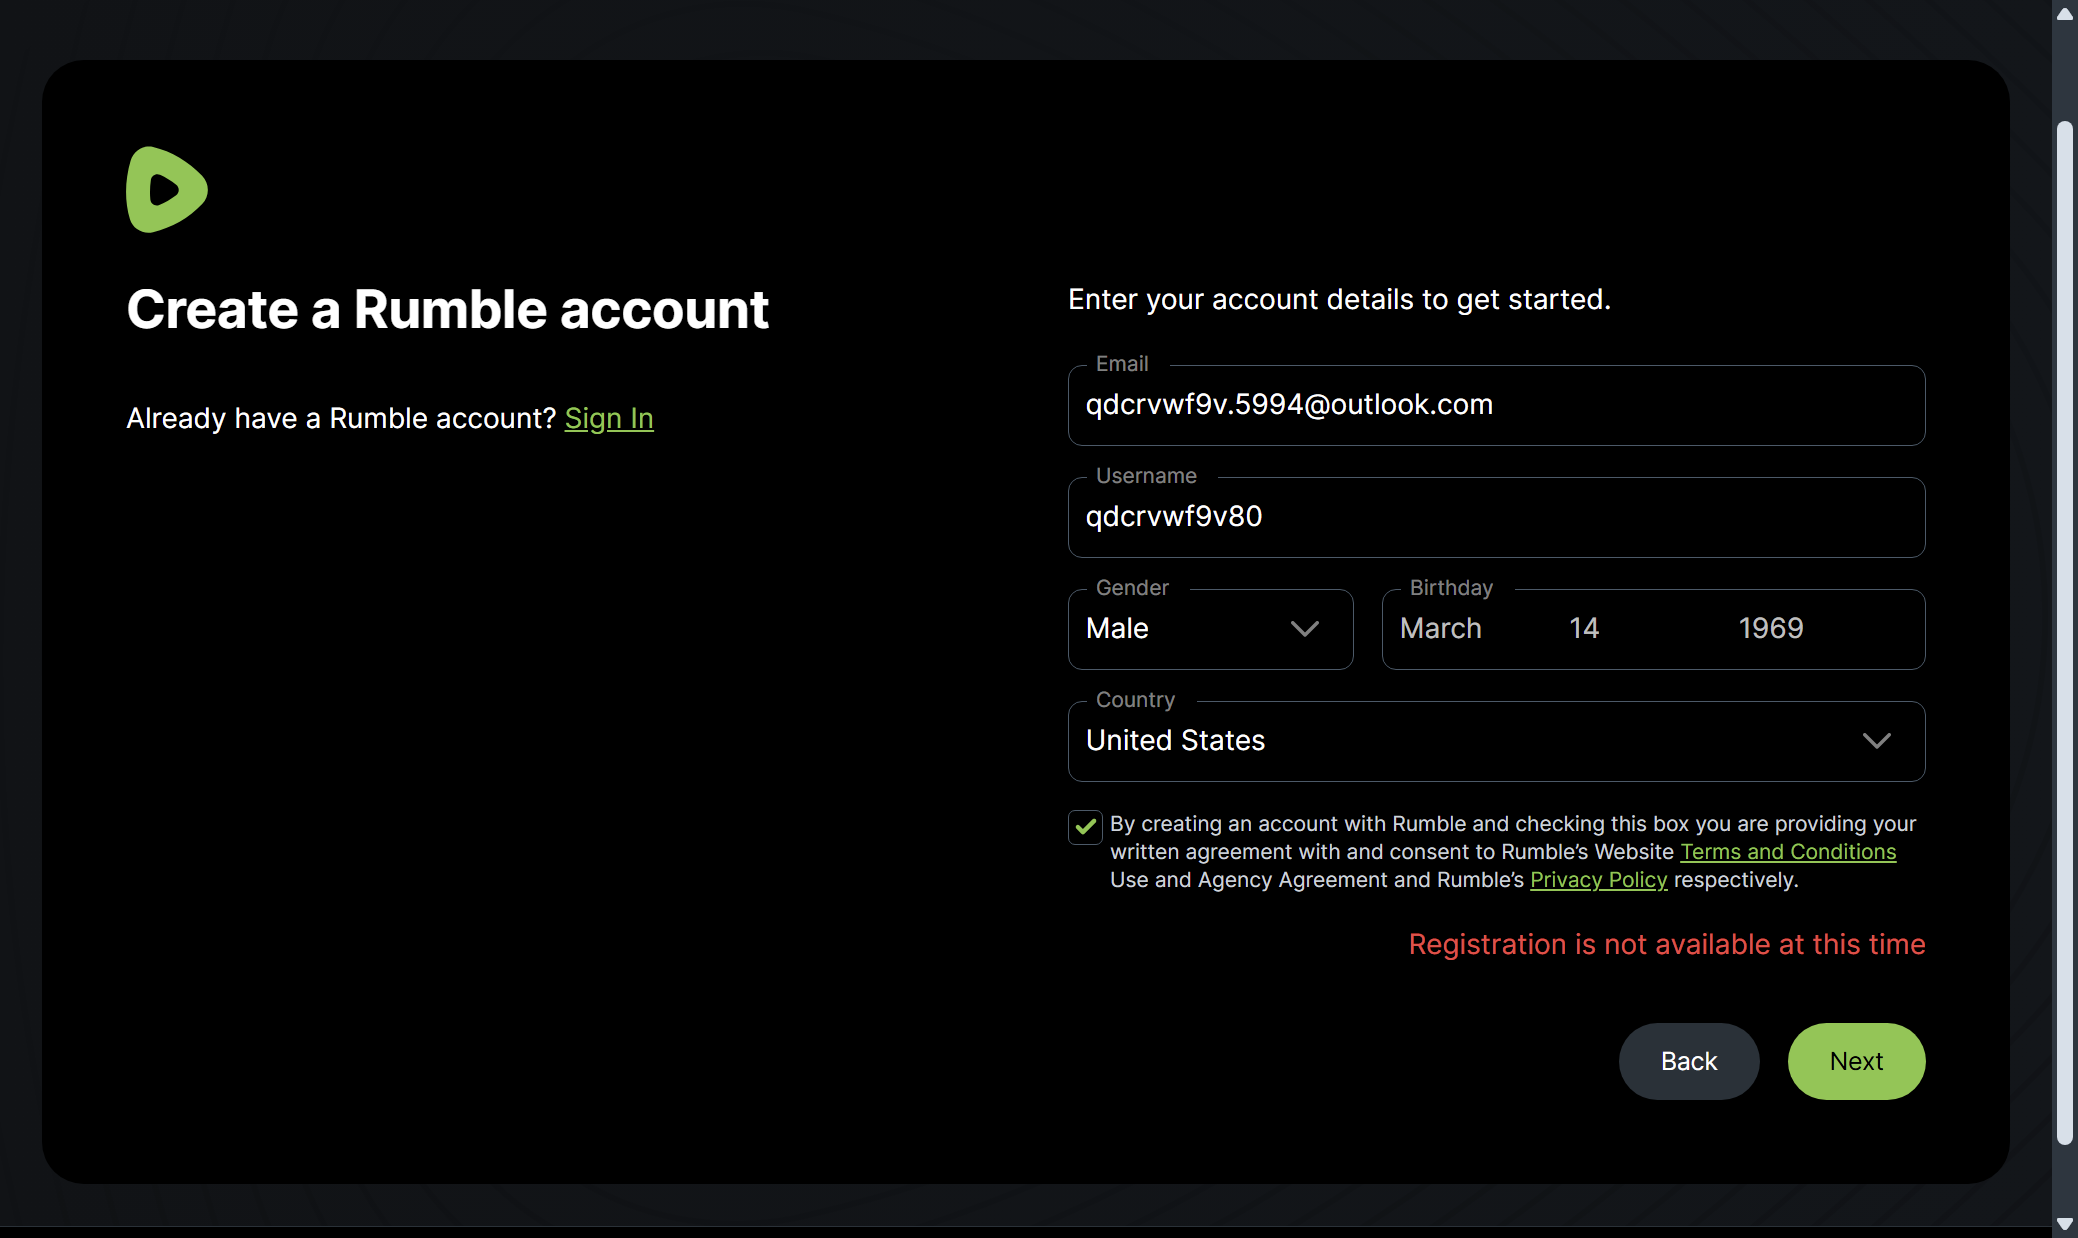 Create a Rumble account
Already have a Rumble account? Sign In
Enter your account details to get started.
Email
qdcrvwf9v.5994@outlook.com
Username
qdcrvwf9v80
Gender
Male
Birthday
March 14 1969
Country
United States
By creating an account with Rumble and checking this box you are providing your
written agreement with and consent to Rumble’s Website Terms and Conditions
Use and Agency Agreement and Rumble’s Privacy Policy respectively.
Registration is not available at this time
Back
Next